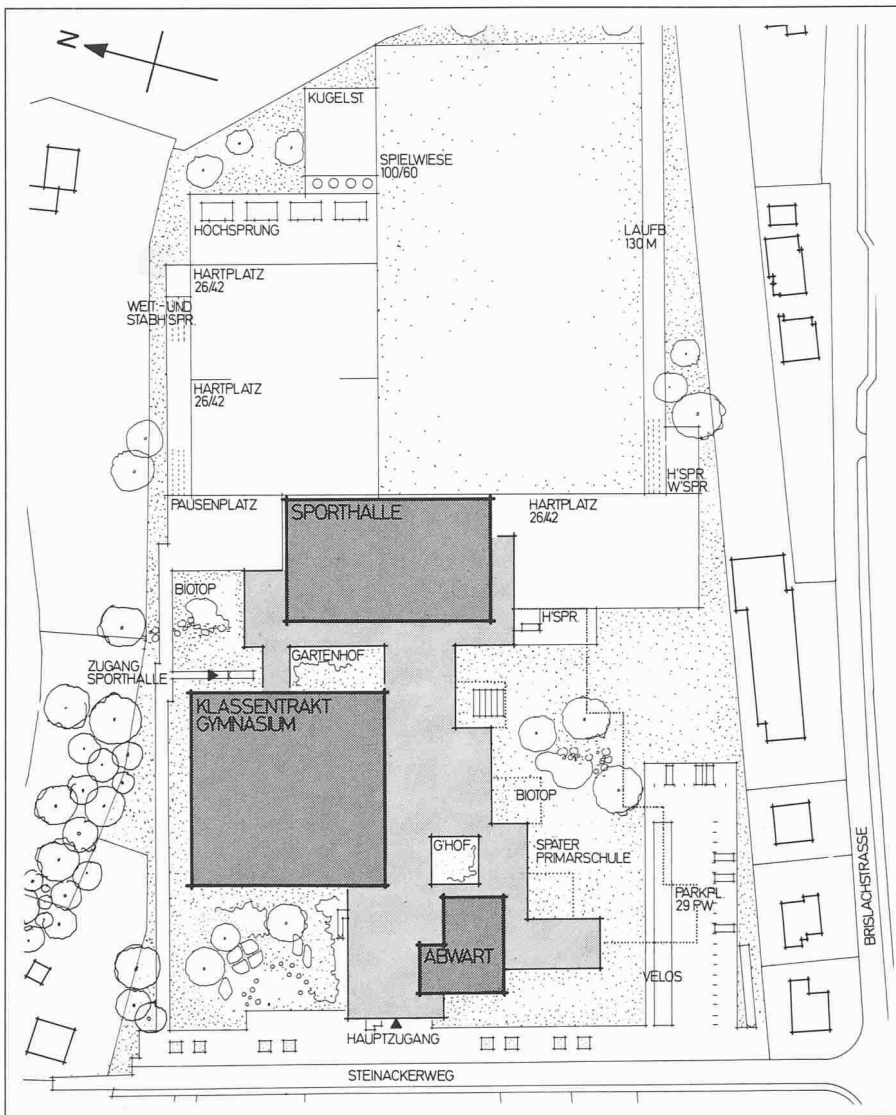 N
KUGELST.
SPIELWIESE
100/60
HOCHSPRUNG
LAUFB.
130 M
HARTPLATZ
26/42
WEIT- UND
STABHSPR.
HARTPLATZ
26/42
H'SPR.
W'SPR.
PAUSENPLATZ
SPORTHALLE
HARTPLATZ
26/42
BIOTOP
H'SPR.
GARTENHOF
ZUGANG
SPORTHALLE
KLASSENTRAKT
GYMNASIUM
BIOTOP
G'HOF
SPÄTER
PRIMARSCHULE
PARKPL.
29 PW
BRISLACHSTRASSE
ABWART
VELOS
HAUPTZUGANG
STEINACKERWEG